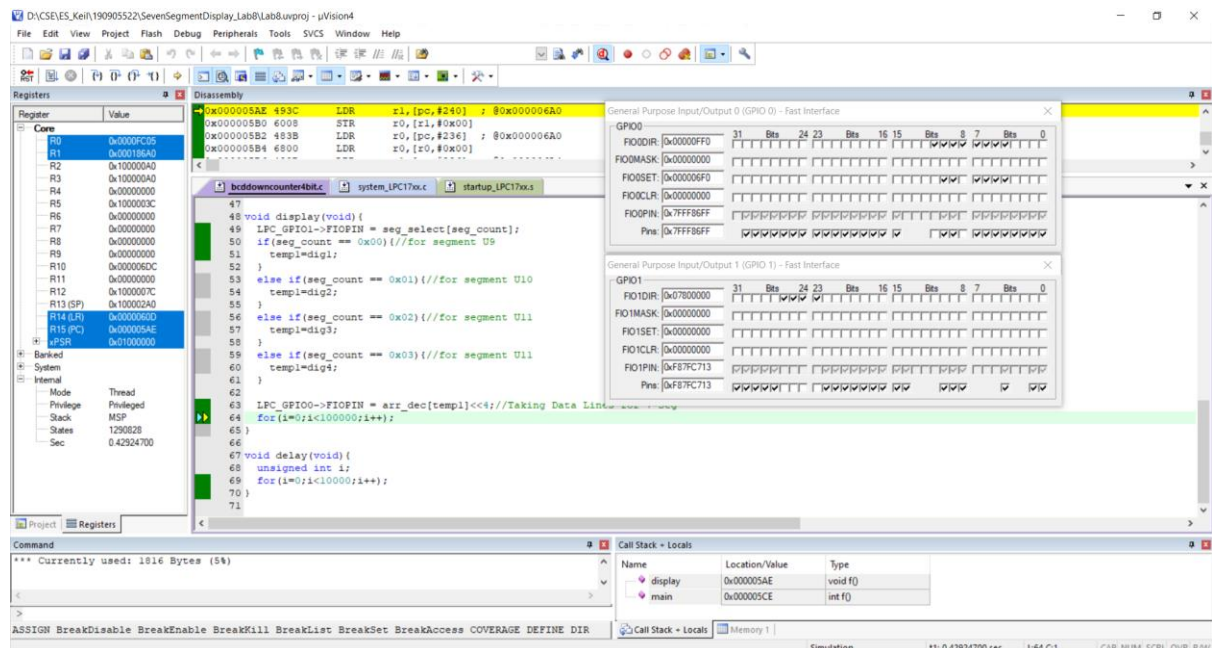 D:\CSE\ES_Keil\190905522\SevenSegmentDisplay_Lab8\Lab8.uvproj - µVision4
File Edit View Project Flash Debug Peripherals Tools SVCS Window Help
Registers
Register Value
Core
R0 0x0000FC05
R1 0x000186A0
R2 0x100000A0
R3 0x100000A0
R4 0x00000000
R5 0x1000003C
R6 0x00000000
R7 0x00000000
R8 0x00000000
R9 0x00000000
R10 0x000006DC
R11 0x00000000
R12 0x1000007C
R13 (SP) 0x100002A0
R14 (LR) 0x0000060D
R15 (PC) 0x000005AE
xPSR 0x01000000
Banked
System
Internal
Mode Thread
Privilege Privileged
Stack MSP
States 1290828
Sec 0.42924700
Project Registers
Disassembly
0x000005AE 493C LDR r1,[pc,#240] ; @0x000006A0
0x000005B0 6008 STR r0,[r1,#0x00]
0x000005B2 483B LDR r0,[pc,#236] ; @0x000006A0
0x000005B4 6800 LDR r0,[r0,#0x00]
bcddowncounter4bit.c system_LPC17xx.c startup_LPC17xx.s
47
48 void display(void){
49 LPC_GPIO1->FIOPIN = seg_select[seg_count];
50 if(seg_count == 0x00){//for segment U9
51 temp1=dig1;
52 }
53 else if(seg_count == 0x01){//for segment U10
54 temp1=dig2;
55 }
56 else if(seg_count == 0x02){//for segment U11
57 temp1=dig3;
58 }
59 else if(seg_count == 0x03){//for segment U11
60 temp1=dig4;
61 }
62
63 LPC_GPIO0->FIOPIN = arr_dec[temp1]<<4;//Taking Data Lines for 7-Seg
64 for(i=0;i<100000;i++);
65 }
66
67 void delay(void){
68 unsigned int i;
69 for(i=0;i<10000;i++);
70 }
71
General Purpose Input/Output 0 (GPIO 0) - Fast Interface
GPIO0
31 Bits 24 23 Bits 16 15 Bits 8 7 Bits 0
FIO0DIR: 0x00000FF0
FIO0MASK: 0x00000000
FIO0SET: 0x000006F0
FIO0CLR: 0x00000000
FIO0PIN: 0x7FFF86FF
Pins: 0x7FFF86FF
General Purpose Input/Output 1 (GPIO 1) - Fast Interface
GPIO1
31 Bits 24 23 Bits 16 15 Bits 8 7 Bits 0
FIO1DIR: 0x07800000
FIO1MASK: 0x00000000
FIO1SET: 0x00000000
FIO1CLR: 0x00000000
FIO1PIN: 0xF87FC713
Pins: 0xF87FC713
Command
*** Currently used: 1816 Bytes (5%)
>
ASSIGN BreakDisable BreakEnable BreakKill BreakList BreakSet BreakAccess COVERAGE DEFINE DIR
Call Stack + Locals
Name Location/Value Type
display 0x000005AE void f()
main 0x000005CE int f()
Call Stack + Locals Memory 1
Simulation t1: 0.42924700 sec L:64 C:1 CAP NUM SCRL OVR R/W